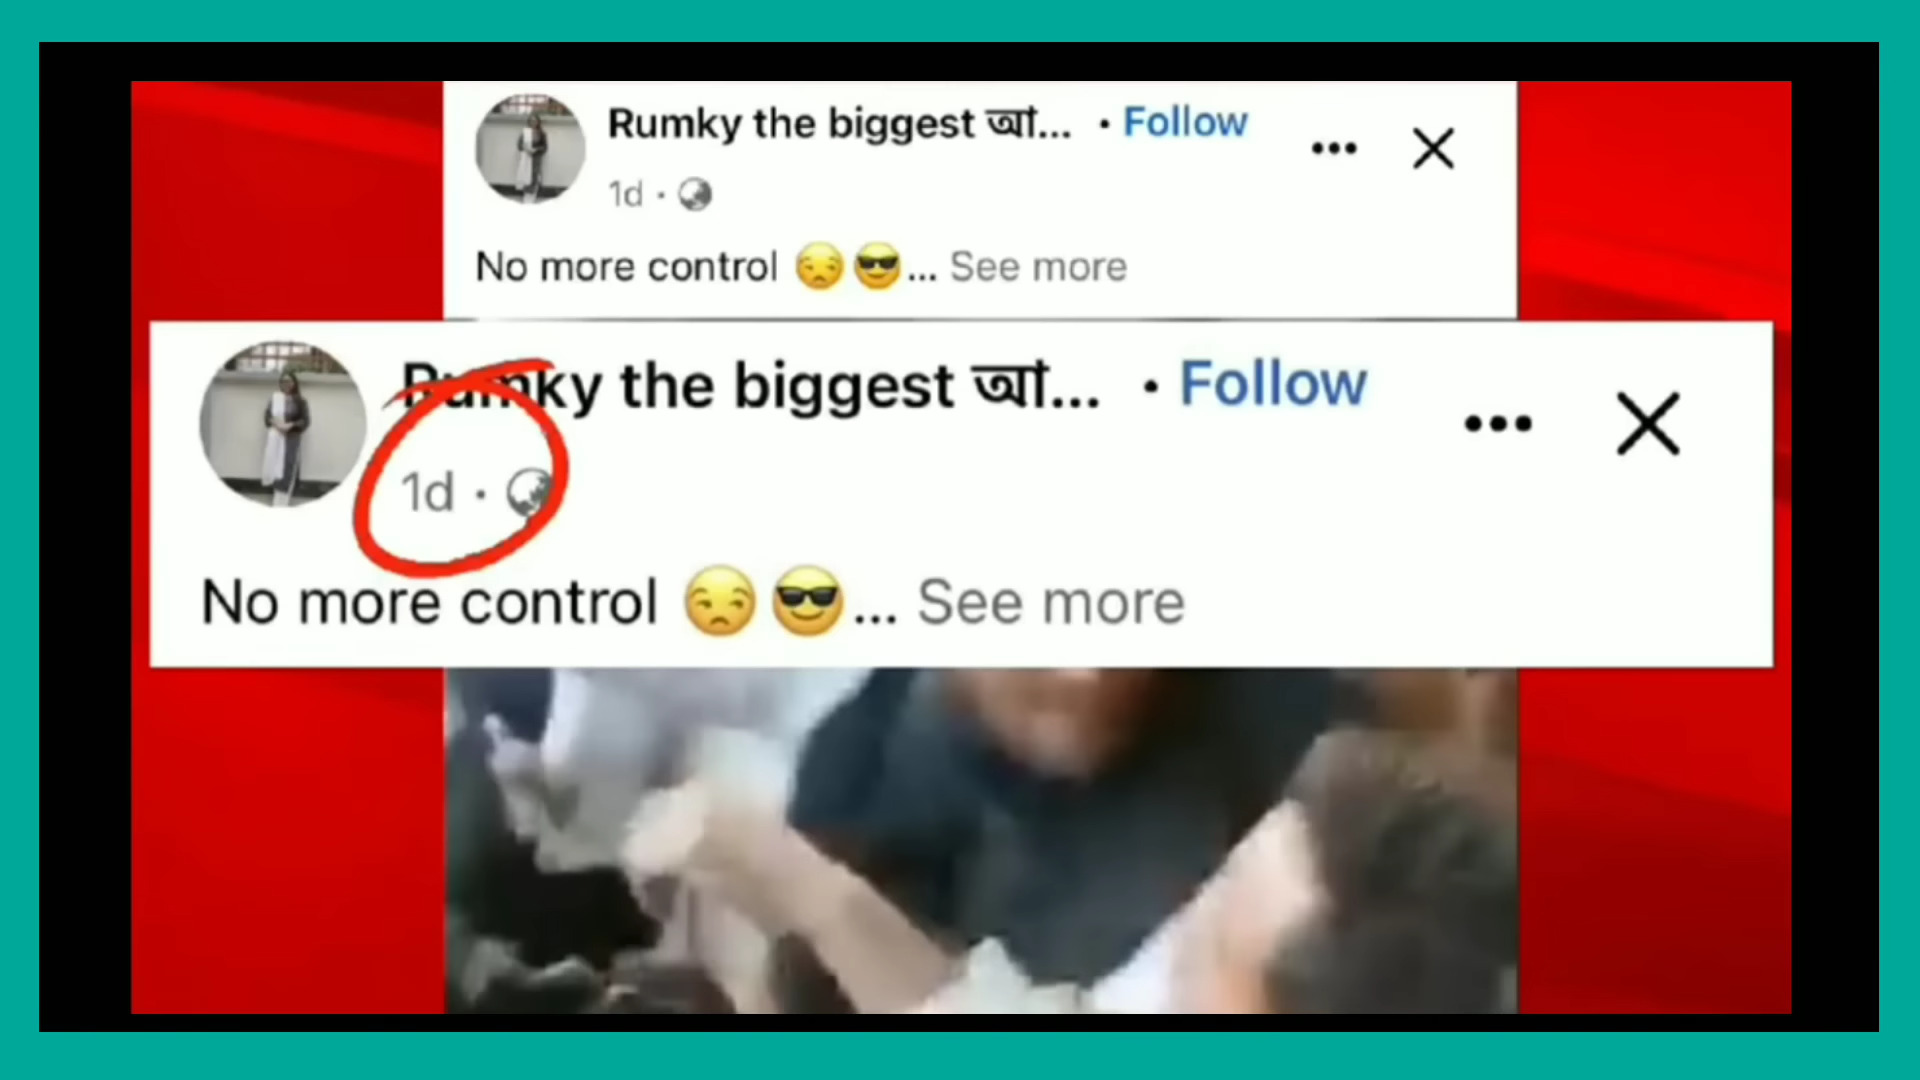 Rumky the biggest আ... · Follow
1d ·
No more control 😒😎... See more
Rumky the biggest আ... · Follow
1d ·
No more control 😒😎... See more